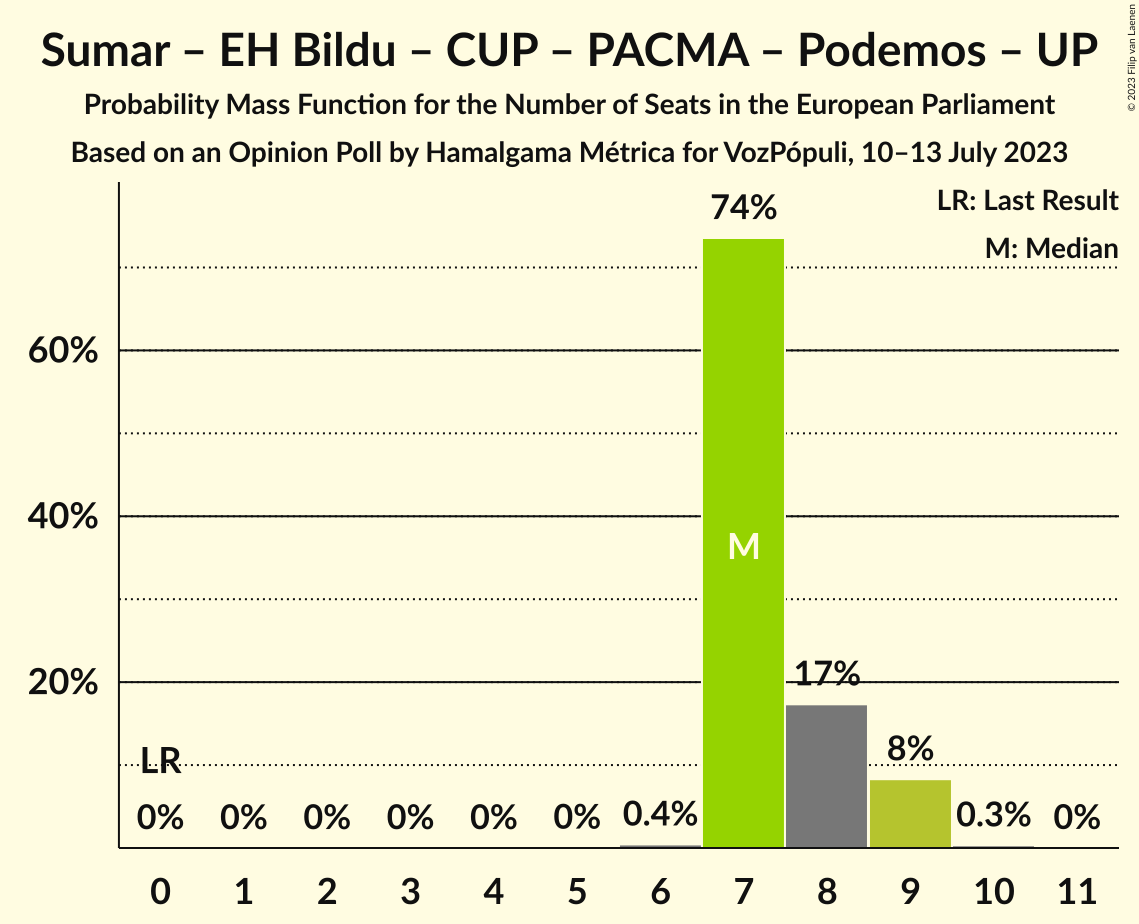 Sumar – EH Bildu – CUP – PACMA – Podemos – UP
Probability Mass Function for the Number of Seats in the European Parliament
Based on an Opinion Poll by Hamalgama Métrica for VozPópuli, 10–13 July 2023
© 2023 Filip van Laenen
LR: Last Result
M: Median
74%
60%
40%
M
20%
17%
LR
8%
0% 0% 0% 0% 0% 0% 0.4% 0.3% 0%
0 1 2 3 4 5 6 7 8 9 10 11